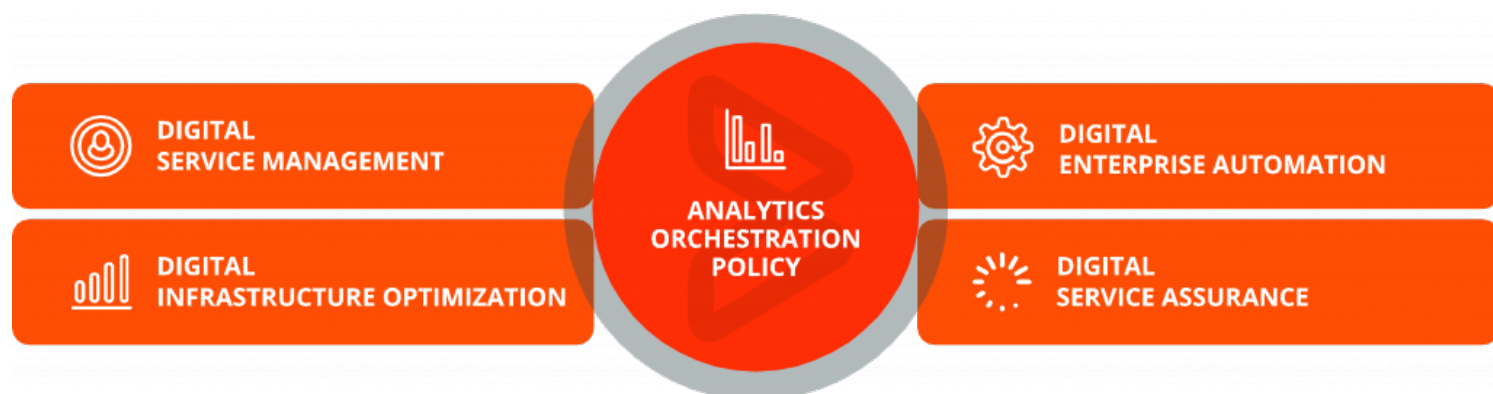 DIGITAL
SERVICE MANAGEMENT
DIGITAL
INFRASTRUCTURE OPTIMIZATION
ANALYTICS
ORCHESTRATION
POLICY
DIGITAL
ENTERPRISE AUTOMATION
DIGITAL
SERVICE ASSURANCE